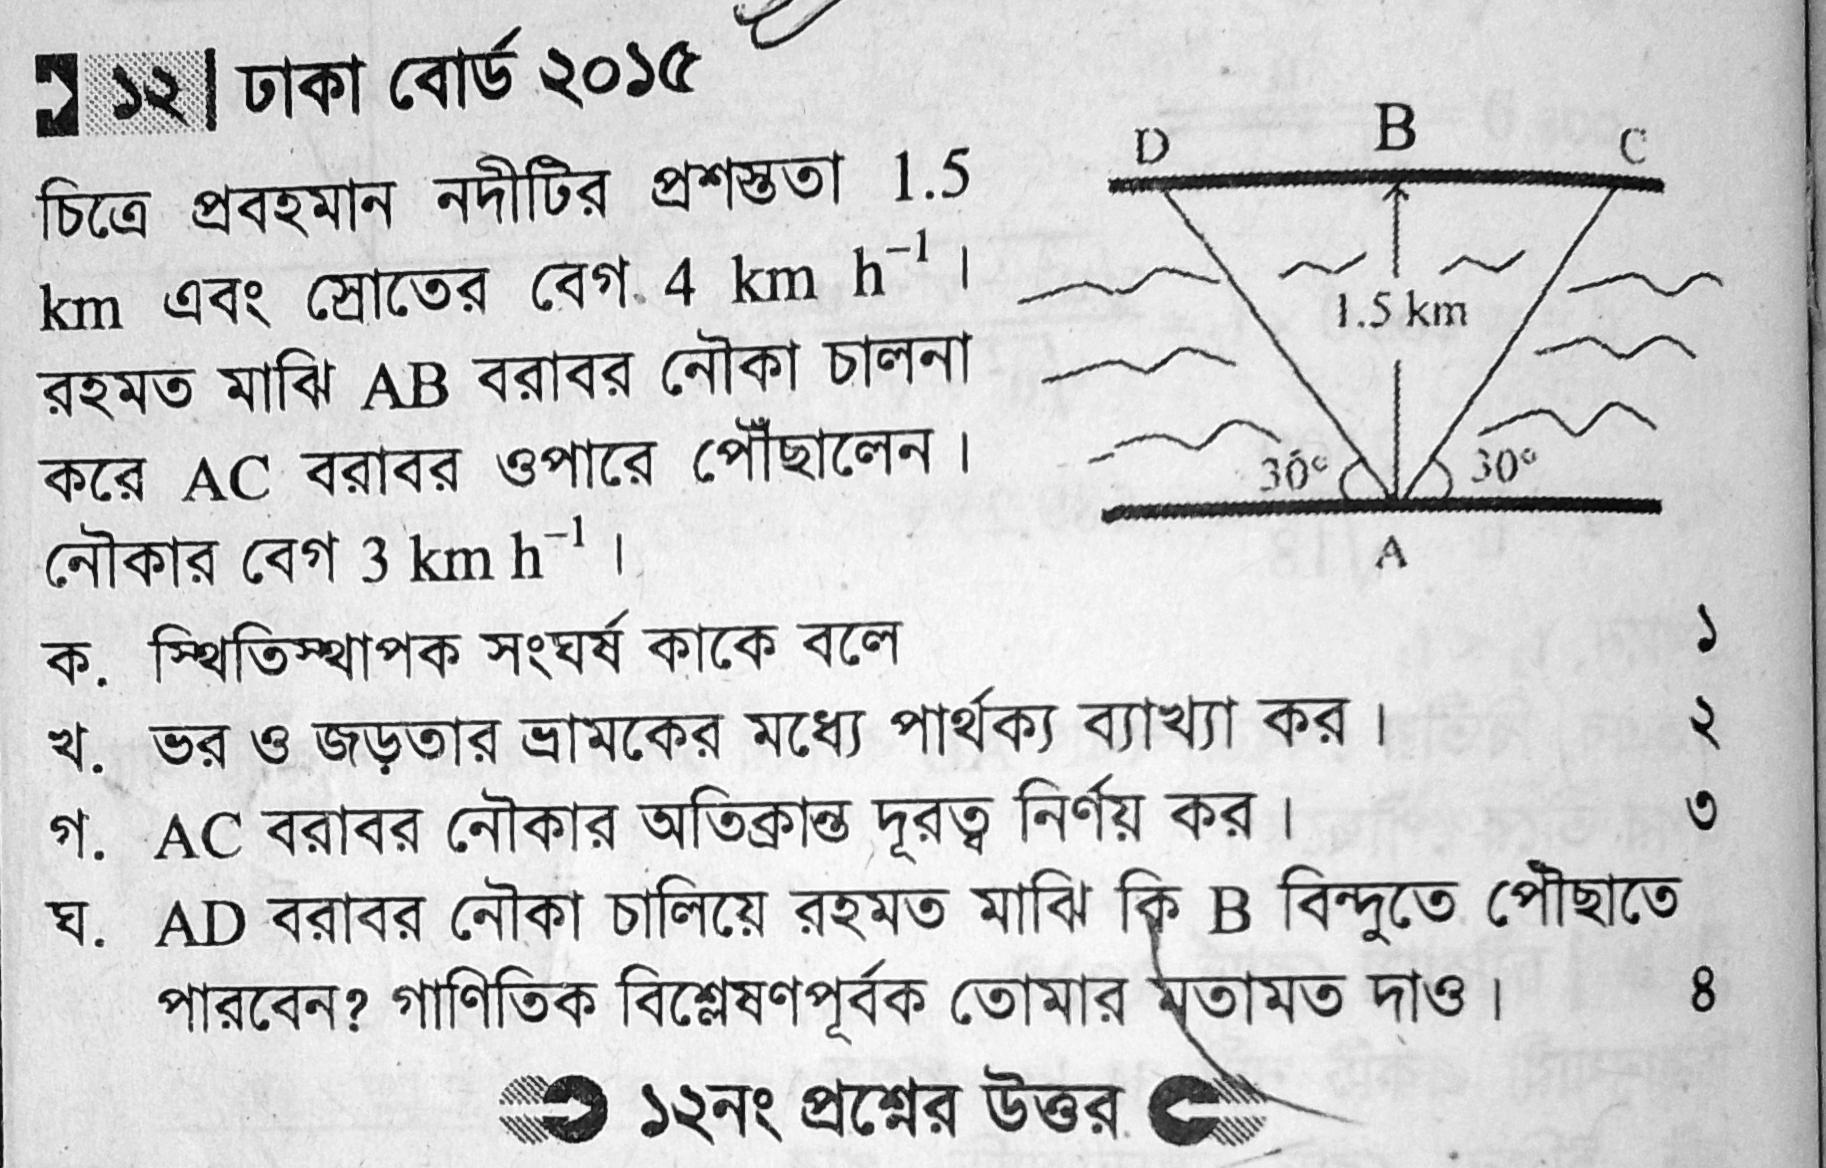 ১২। ঢাকা বোর্ড ২০১৫
চিত্রে প্রবহমান নদীটির প্রশস্ততা 1.5
km এবং স্রোতের বেগ 4 km h⁻¹ ।
রহমত মাঝি AB বরাবর নৌকা চালনা
করে AC বরাবর ওপারে পৌঁছালেন ।
নৌকার বেগ 3 km h⁻¹ ।
D B C
1.5 km
30° 30°
A
ক. স্থিতিস্থাপক সংঘর্ষ কাকে বলে ১
খ. ভর ও জড়তার ভ্রামকের মধ্যে পার্থক্য ব্যাখ্যা কর । ২
গ. AC বরাবর নৌকার অতিক্রান্ত দূরত্ব নির্ণয় কর । ৩
ঘ. AD বরাবর নৌকা চালিয়ে রহমত মাঝি কি B বিন্দুতে পৌঁছাতে
পারবেন? গাণিতিক বিশ্লেষণপূর্বক তোমার মতামত দাও । 8
১২নং প্রশ্নের উত্তর